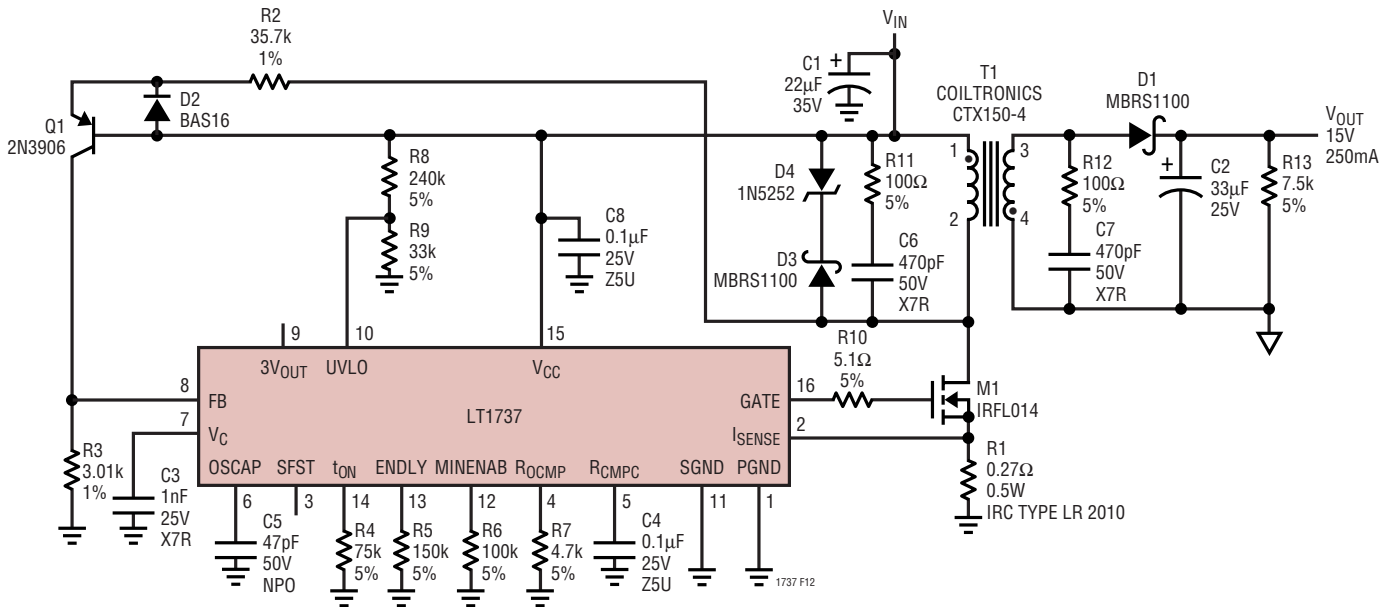 R2
35.7k
1%
VIN
C1
22µF
35V
+
T1
COILTRONICS
CTX150-4
D1
MBRS1100
VOUT
15V
250mA
D2
BAS16
Q1
2N3906
R8
240k
5%
R9
33k
5%
C8
0.1µF
25V
Z5U
D4
1N5252
D3
MBRS1100
R11
100Ω
5%
C6
470pF
50V
X7R
1
2
3
4
R12
100Ω
5%
C7
470pF
50V
X7R
+
C2
33µF
25V
R13
7.5k
5%
9
10
15
3VOUT
UVLO
VCC
R10
5.1Ω
5%
8
FB
7
VC
LT1737
GATE
16
ISENSE
2
M1
IRFL014
R1
0.27Ω
0.5W
IRC TYPE LR 2010
OSCAP
SFST
tON
ENDLY
MINENAB
ROCMP
RCMPC
SGND
PGND
6
3
14
13
12
4
5
11
1
R3
3.01k
1%
C3
1nF
25V
X7R
C5
47pF
50V
NPO
R4
75k
5%
R5
150k
5%
R6
100k
5%
R7
4.7k
5%
C4
0.1µF
25V
Z5U
1737 F12